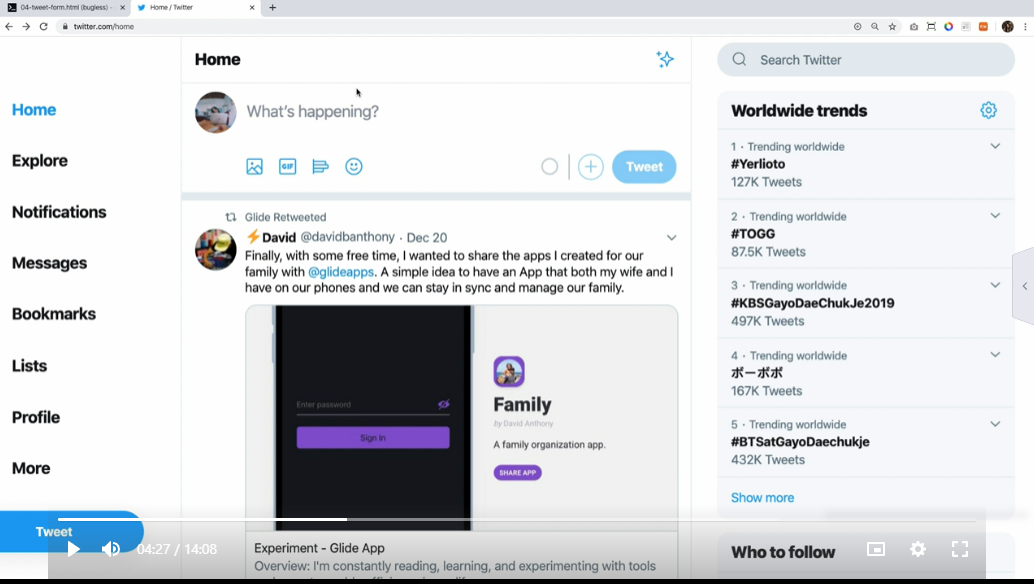 04-tweet-form.html (bugless) -
Home / Twitter
twitter.com/home
Home
Explore
Notifications
Messages
Bookmarks
Lists
Profile
More
Tweet
Home
What's happening?
GIF
Tweet
Glide Retweeted
⚡David @davidbanthony · Dec 20
Finally, with some free time, I wanted to share the apps I created for our
family with @glideapps. A simple idea to have an App that both my wife and I
have on our phones and we can stay in sync and manage our family.
Enter password
Sign In
Family
by David Anthony
A family organization app.
SHARE APP
Experiment - Glide App
Overview: I'm constantly reading, learning, and experimenting with tools
Search Twitter
Worldwide trends
1 · Trending worldwide
#Yerlioto
127K Tweets
2 · Trending worldwide
#TOGG
87.5K Tweets
3 · Trending worldwide
#KBSGayoDaeChukJe2019
497K Tweets
4 · Trending worldwide
ボーボボ
167K Tweets
5 · Trending worldwide
#BTSatGayoDaechukje
432K Tweets
Show more
Who to follow
04:27 / 14:08